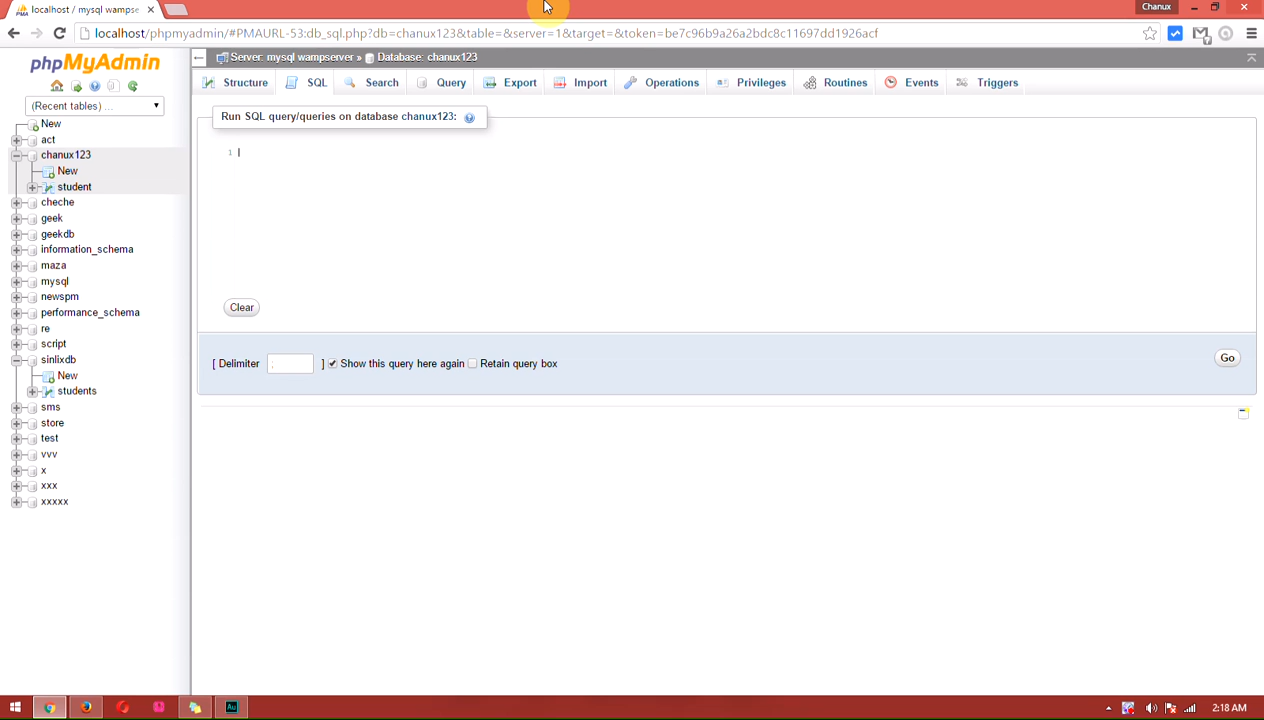 localhost / mysql wampse
Chanux
localhost/phpmyadmin/#PMAURL-53:db_sql.php?db=chanux123&table=&server=1&target=&token=be7c96b9a26a2bdc8c11697dd1926acf
phpMyAdmin
(Recent tables) ...
New
act
chanux123
New
student
cheche
geek
geekdb
information_schema
maza
mysql
newspm
performance_schema
re
script
sinlixdb
New
students
sms
store
test
vvv
x
xxx
xxxxx
Server: mysql wampserver » Database: chanux123
Structure SQL Search Query Export Import Operations Privileges Routines Events Triggers
Run SQL query/queries on database chanux123:
1
Clear
[ Delimiter ; ] Show this query here again Retain query box
Go
Au
2:18 AM